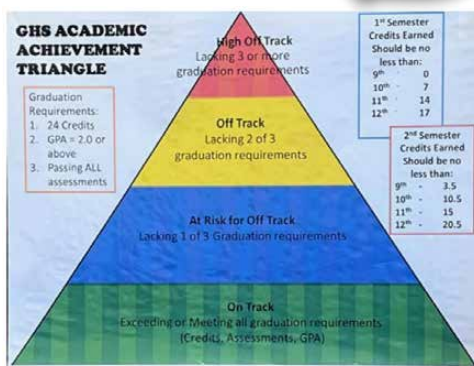 GHS ACADEMIC
ACHIEVEMENT
TRIANGLE
Graduation
Requirements:
1. 24 Credits
2. GPA = 2.0 or
above
3. Passing ALL
assessments
High Off Track
Lacking 3 or more
graduation requirements
Off Track
Lacking 2 of 3
graduation requirements
At Risk for Off Track
Lacking 1 of 3 Graduation requirements
On Track
Exceeding or Meeting all graduation requirements
(Credits, Assessments, GPA)
1st Semester
Credits Earned
Should be no
less than:
9th - 0
10th - 7
11th - 14
12th - 17
2nd Semester
Credits Earned
Should be no
less than:
9th - 3.5
10th - 10.5
11th - 15
12th - 20.5